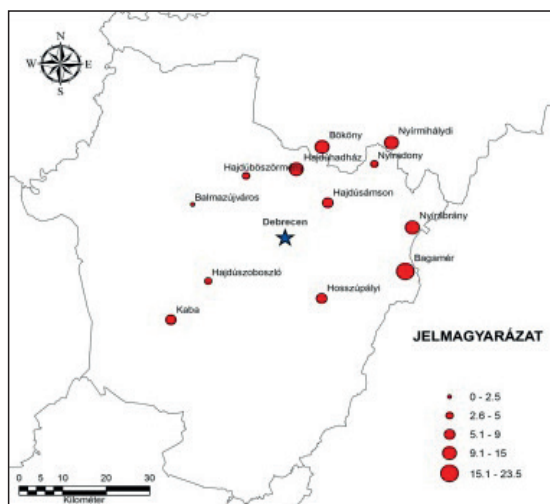 N
W E
S
Bököny
Nyírmihálydi
Hajdúhadház
Nyíradony
Hajdúböszörmény
Balmazújváros
Hajdúsámson
Debrecen
Nyírábrány
Bagamér
Hajdúszoboszló
Hosszúpályi
Kaba
JELMAGYARÁZAT
0 - 2.5
2.6 - 5
5.1 - 9
9.1 - 15
15.1 - 23.5
0 5 10 20 30
Kilométer